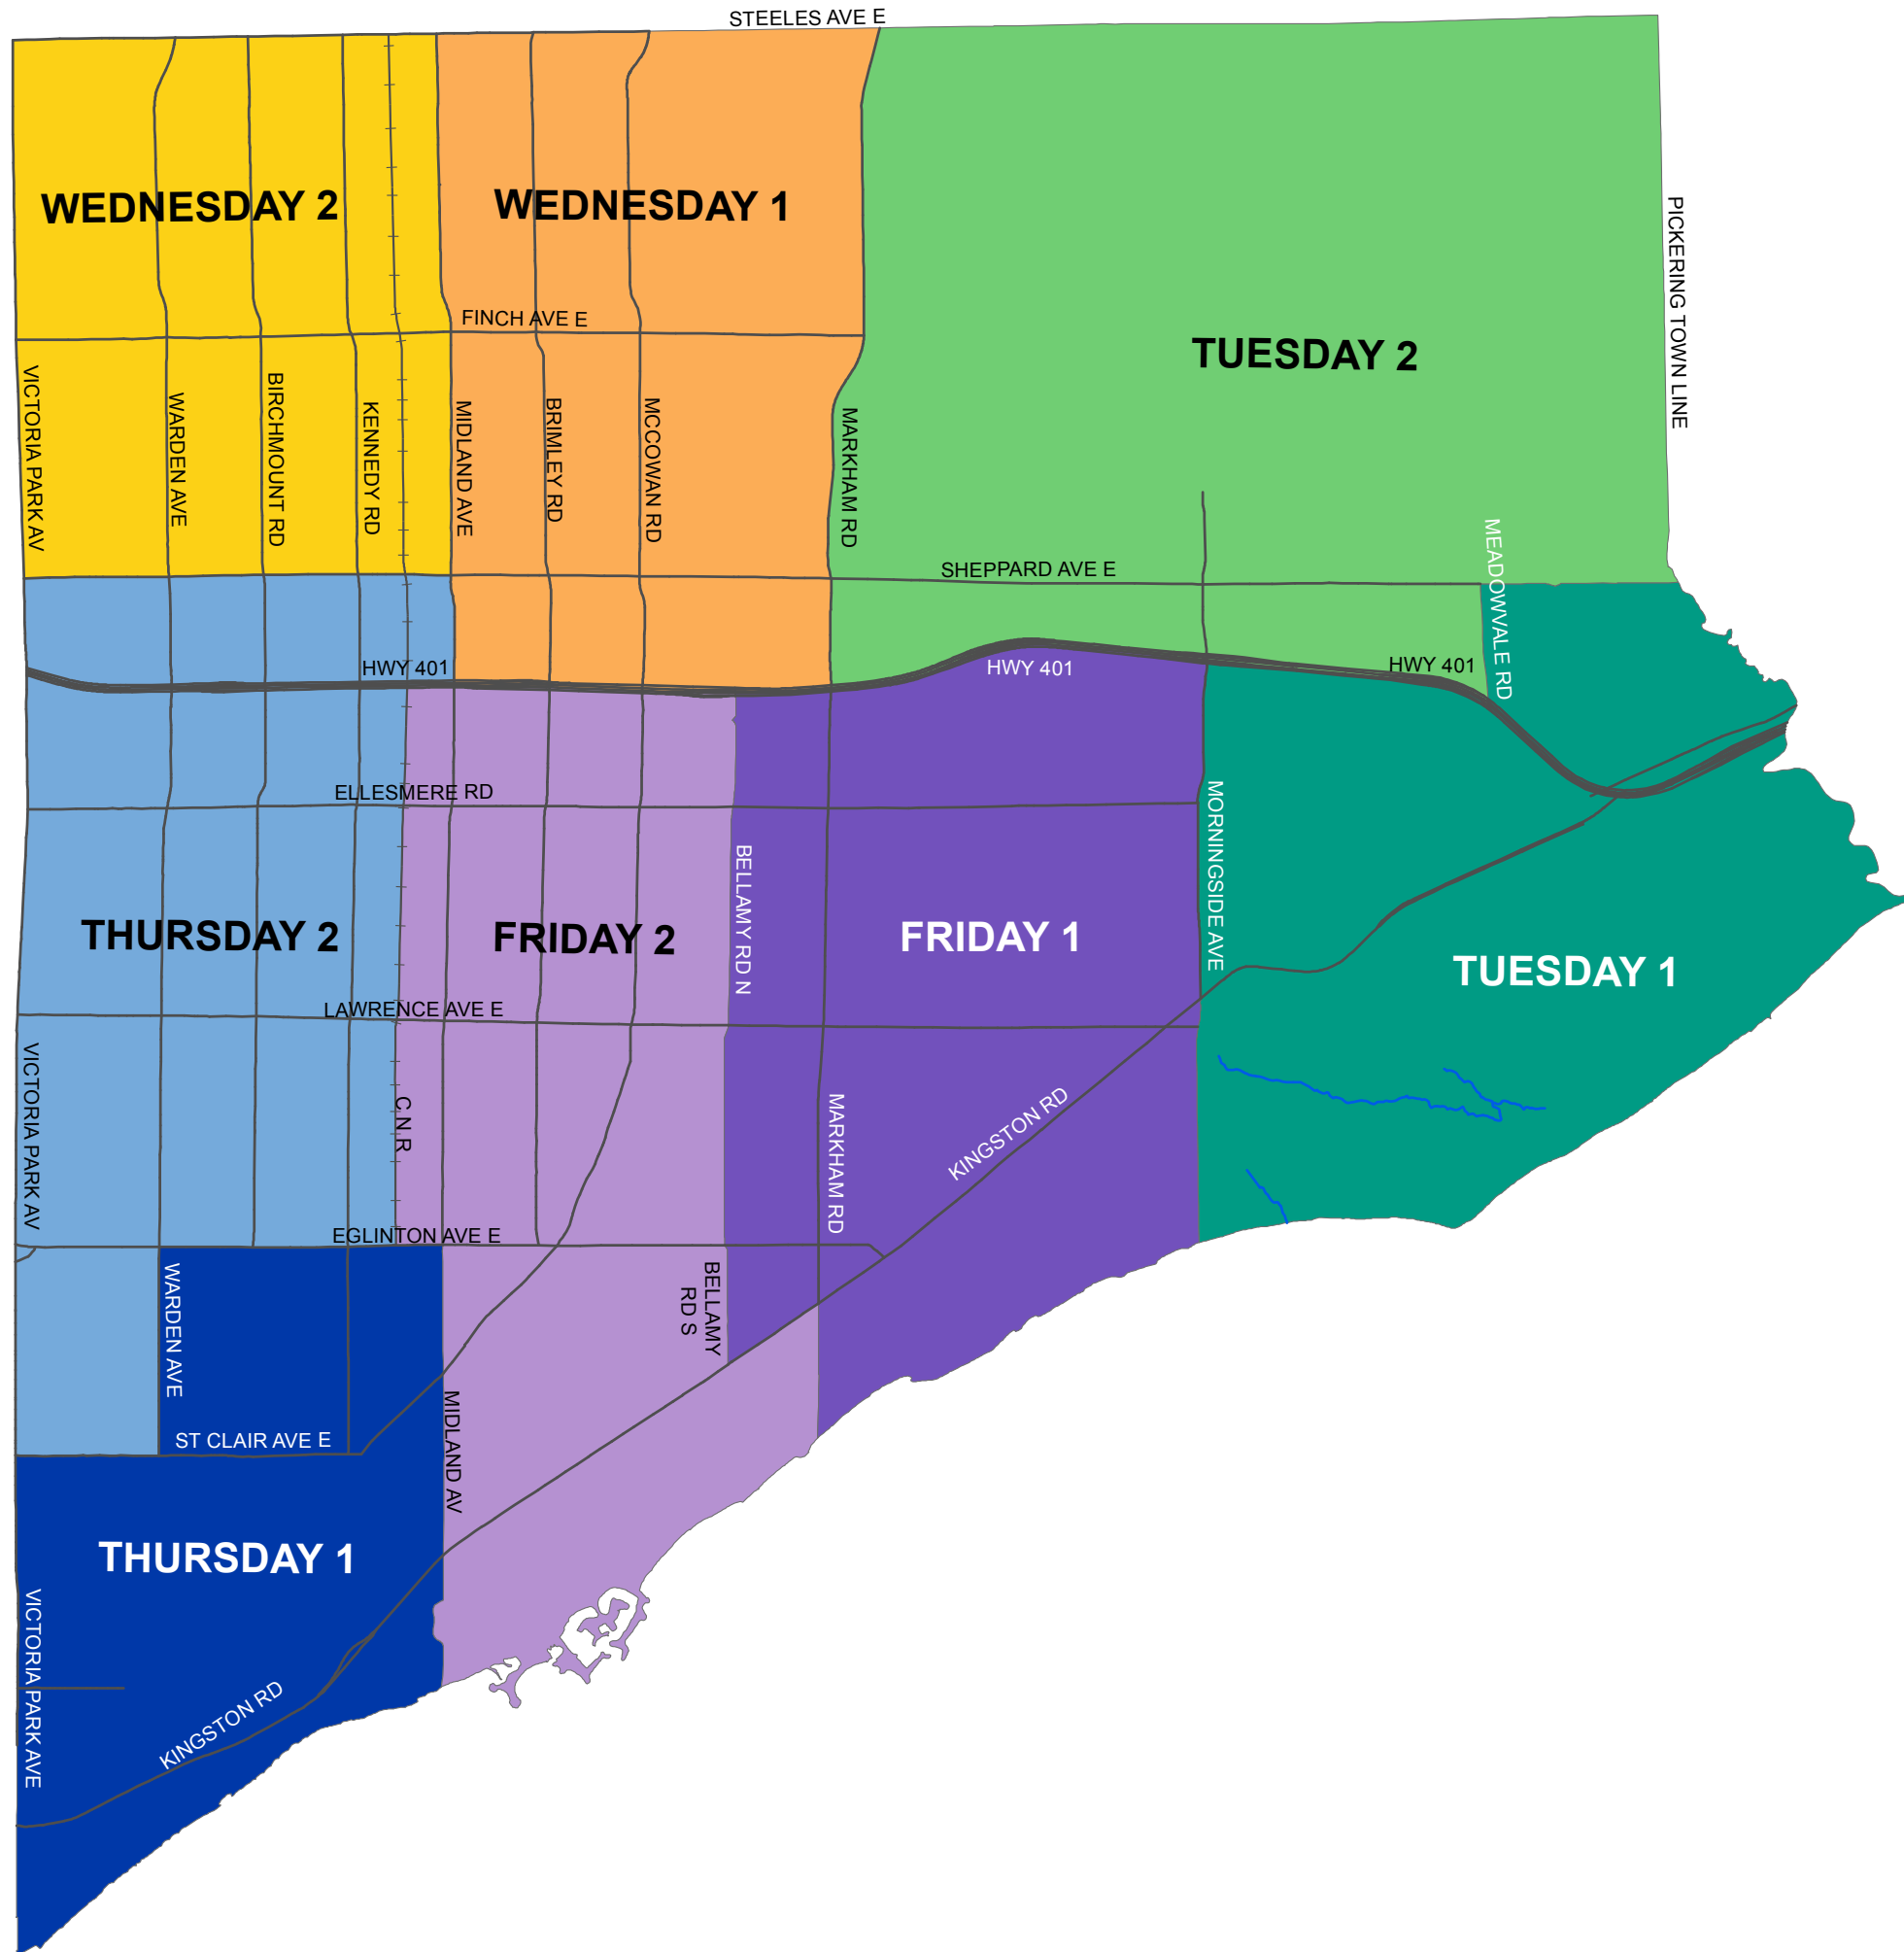 STEELES AVE E
WEDNESDAY 2
WEDNESDAY 1
PICKERING TOWN LINE
FINCH AVE E
TUESDAY 2
VICTORIA PARK AV
WARDEN AVE
BIRCHMOUNT RD
KENNEDY RD
MIDLAND AVE
BRIMLEY RD
MCCOWAN RD
MARKHAM RD
SHEPPARD AVE E
MEADOWVALE RD
HWY 401
HWY 401
HWY 401
ELLESMERE RD
MORNINGSIDE AVE
BELLAMY RD N
THURSDAY 2
FRIDAY 2
FRIDAY 1
TUESDAY 1
LAWRENCE AVE E
VICTORIA PARK AV
C N R
MARKHAM RD
KINGSTON RD
EGLINTON AVE E
WARDEN AVE
BELLAMY
RD S
MIDLAND AV
ST CLAIR AVE E
THURSDAY 1
VICTORIA PARK AVE
KINGSTON RD